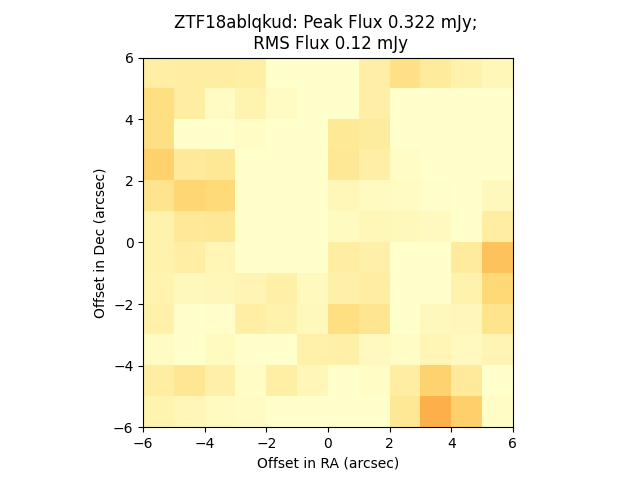 ZTF18ablqkud: Peak Flux 0.322 mJy;
RMS Flux 0.12 mJy
6
4
2
0
−2
−4
−6
Offset in Dec (arcsec)
−6 −4 −2 0 2 4 6
Offset in RA (arcsec)